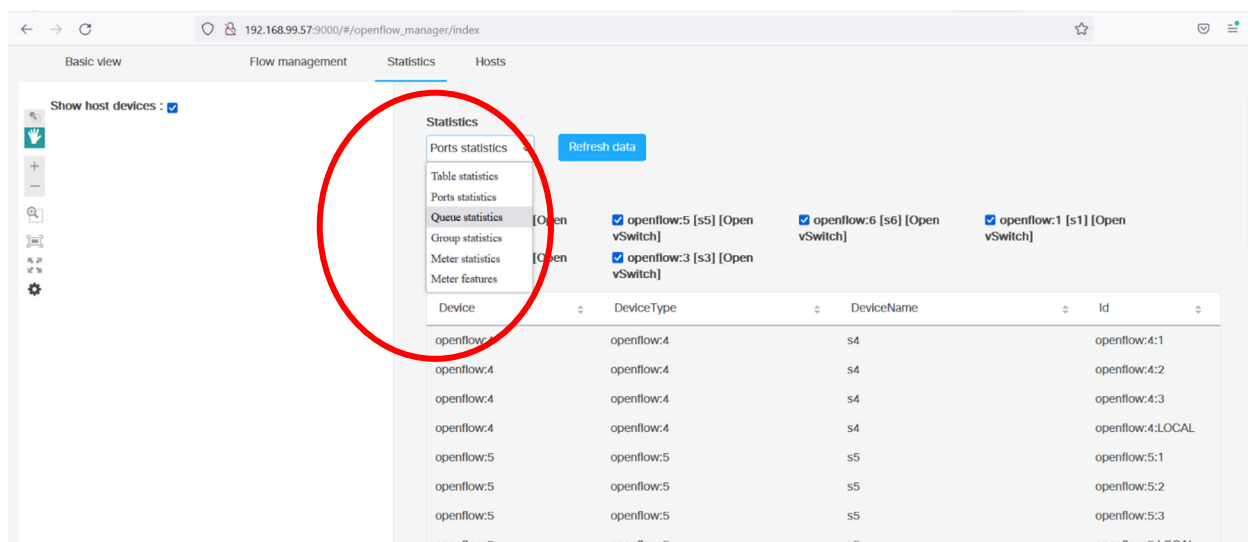 192.168.99.57:9000/#/openflow_manager/index
Basic view Flow management Statistics Hosts
Show host devices :
Statistics
Ports statistics Refresh data
Table statistics
Ports statistics
Queue statistics
Group statistics
Meter statistics
Meter features
[Open
openflow:5 [s5] [Open
vSwitch]
openflow:6 [s6] [Open
vSwitch]
openflow:1 [s1] [Open
vSwitch]
[Open
openflow:3 [s3] [Open
vSwitch]
Device DeviceType DeviceName Id
openflow:4 openflow:4 s4 openflow:4:1
openflow:4 openflow:4 s4 openflow:4:2
openflow:4 openflow:4 s4 openflow:4:3
openflow:4 openflow:4 s4 openflow:4:LOCAL
openflow:5 openflow:5 s5 openflow:5:1
openflow:5 openflow:5 s5 openflow:5:2
openflow:5 openflow:5 s5 openflow:5:3